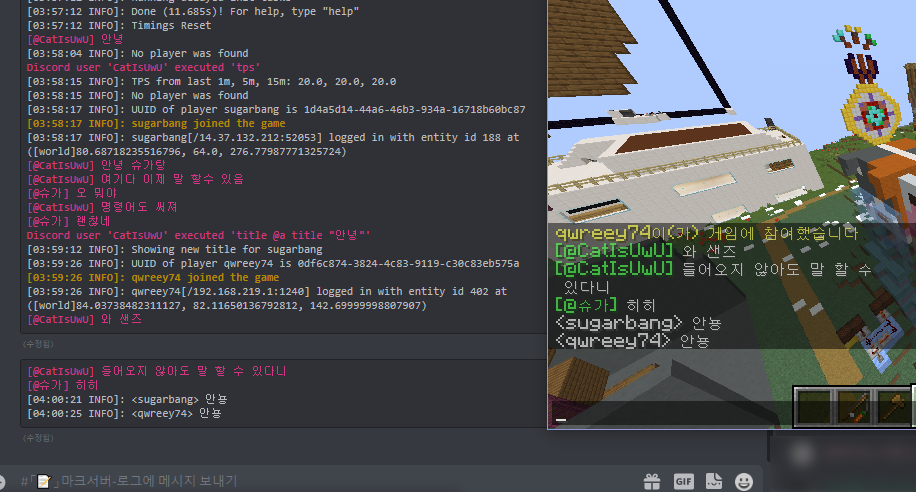 [03:57:12 INFO]: Done (11.685s)! For help, type "help"
[03:57:12 INFO]: Timings Reset
[@CatIsUwU] 안녕
[03:58:04 INFO]: No player was found
Discord user 'CatIsUwU' executed 'tps'
[03:58:15 INFO]: TPS from last 1m, 5m, 15m: 20.0, 20.0, 20.0
[03:58:15 INFO]: No player was found
[03:58:17 INFO]: UUID of player sugarbang is 1d4a5d14-44a6-46b3-934a-16718b60bc87
[03:58:17 INFO]: sugarbang joined the game
[03:58:17 INFO]: sugarbang[/14.37.132.212:52053] logged in with entity id 188 at
([world]80.68718235516796, 64.0, 276.77987771325724)
[@CatIsUwU] 안녕 슈가탕
[@CatIsUwU] 여기다 이제 말 할수 있음
[@슈가] 오 뭐야
[@CatIsUwU] 명령어도 써져
[@슈가] 괜찮네
Discord user 'CatIsUwU' executed 'title @a title "안녕"'
[03:59:12 INFO]: Showing new title for sugarbang
[03:59:26 INFO]: UUID of player qwreey74 is 0df6c874-3824-4c83-9119-c30c83eb575a
[03:59:26 INFO]: qwreey74 joined the game
[03:59:26 INFO]: qwreey74[/192.168.219.1:1240] logged in with entity id 402 at
([world]84.03738482311127, 82.11650136792812, 142.69999998807907)
[@CatIsUwU] 와 샌즈
(수정됨)
[@CatIsUwU] 들어오지 않아도 말 할 수 있다니
[@슈가] 히히
[04:00:21 INFO]: <sugarbang> 안뇽
[04:00:25 INFO]: <qwreey74> 안뇽
(수정됨)
#「📝」마크서버-로그에 메시지 보내기
GIF
qwreey74이(가) 게임에 참여했습니다
[@CatIsUwU] 와 샌즈
[@CatIsUwU] 들어오지 않아도 말 할 수
있다니
[@슈가] 히히
<sugarbang> 안뇽
<qwreey74> 안뇽